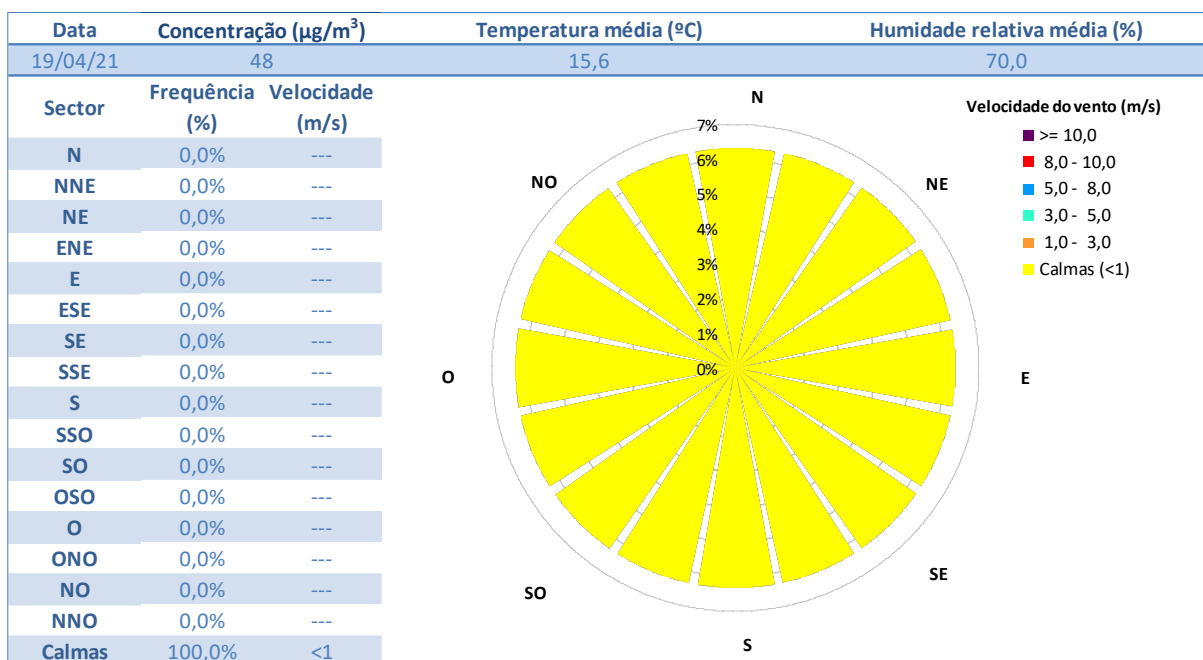 Data Concentração (µg/m³) Temperatura média (ºC) Humidade relativa média (%)
19/04/21 48 15,6 70,0
Sector Frequência (%) Velocidade (m/s)
N 0,0% ---
NNE 0,0% ---
NE 0,0% ---
ENE 0,0% ---
E 0,0% ---
ESE 0,0% ---
SE 0,0% ---
SSE 0,0% ---
S 0,0% ---
SSO 0,0% ---
SO 0,0% ---
OSO 0,0% ---
O 0,0% ---
ONO 0,0% ---
NO 0,0% ---
NNO 0,0% ---
Calmas 100,0% <1
N
NE
E
SE
S
SO
O
NO
7%
6%
5%
4%
3%
2%
1%
0%
Velocidade do vento (m/s)
>= 10,0
8,0 - 10,0
5,0 - 8,0
3,0 - 5,0
1,0 - 3,0
Calmas (<1)